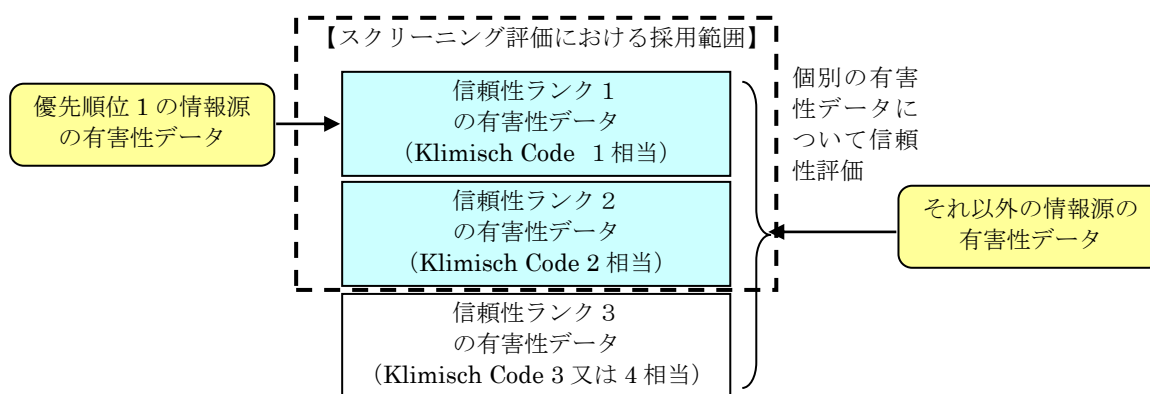 【スクリーニング評価における採用範囲】
優先順位１の情報源
の有害性データ
信頼性ランク１
の有害性データ
（Klimisch Code 1 相当）
個別の有害
性データに
ついて信頼
性評価
信頼性ランク２
の有害性データ
（Klimisch Code 2 相当）
それ以外の情報源の
有害性データ
信頼性ランク３
の有害性データ
（Klimisch Code 3 又は 4 相当）